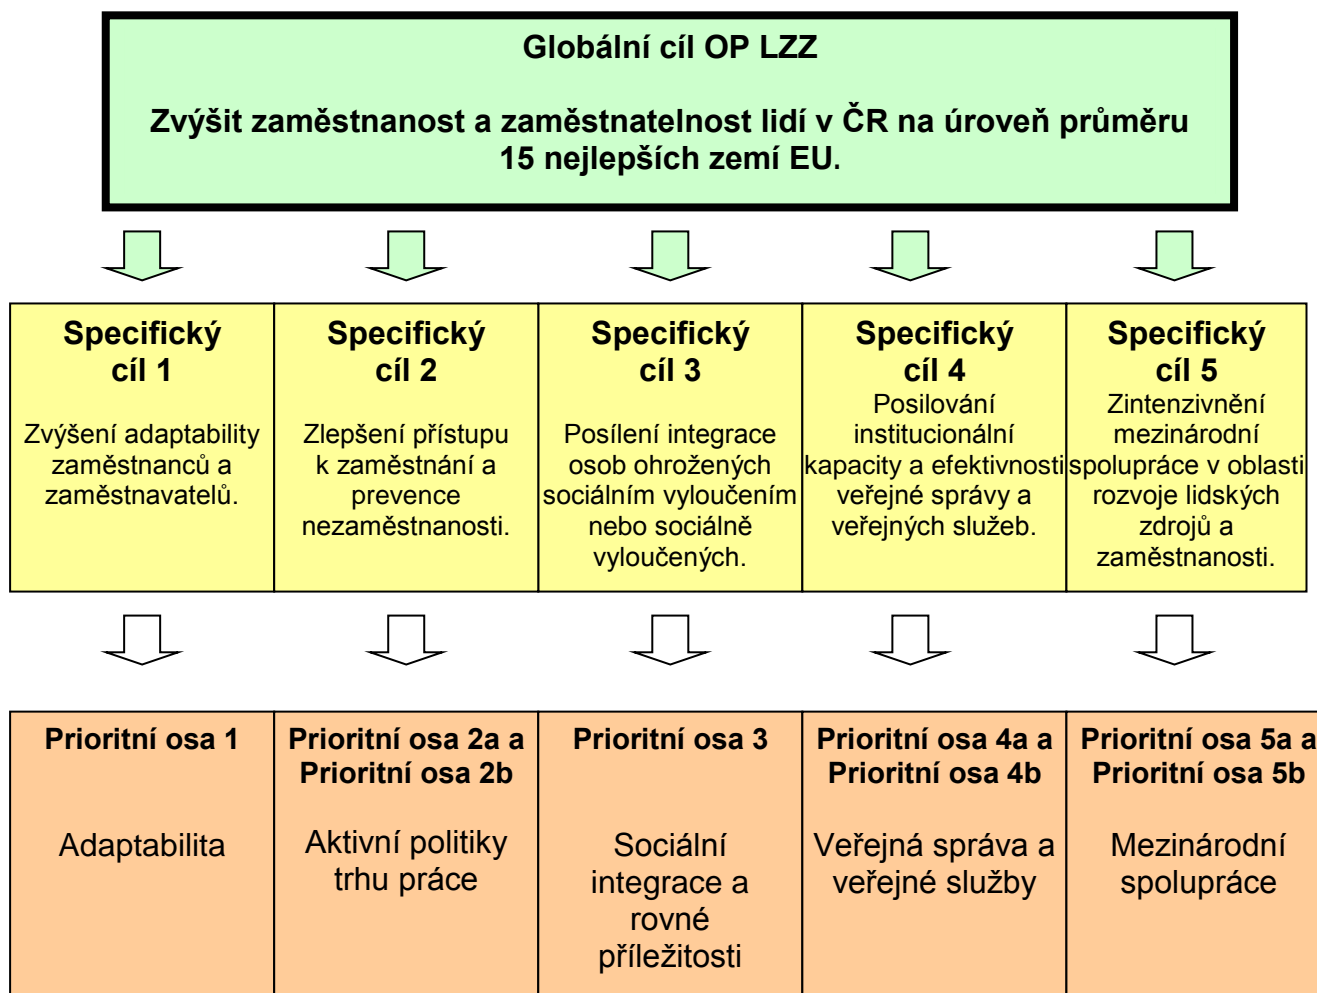 Globální cíl OP LZZ
Zvýšit zaměstnanost a zaměstnatelnost lidí v ČR na úroveň průměru
15 nejlepších zemí EU.
Specifický
cíl 1
Zvýšení adaptability
zaměstnanců a
zaměstnavatelů.
Specifický
cíl 2
Zlepšení přístupu
k zaměstnání a
prevence
nezaměstnanosti.
Specifický
cíl 3
Posílení integrace
osob ohrožených
sociálním vyloučením
nebo sociálně
vyloučených.
Specifický
cíl 4
Posilování
institucionální
kapacity a efektivnosti
veřejné správy a
veřejných služeb.
Specifický
cíl 5
Zintenzivnění
mezinárodní
spolupráce v oblasti
rozvoje lidských
zdrojů a
zaměstnanosti.
Prioritní osa 1
Adaptabilita
Prioritní osa 2a a
Prioritní osa 2b
Aktivní politiky
trhu práce
Prioritní osa 3
Sociální
integrace a
rovné
příležitosti
Prioritní osa 4a a
Prioritní osa 4b
Veřejná správa a
veřejné služby
Prioritní osa 5a a
Prioritní osa 5b
Mezinárodní
spolupráce